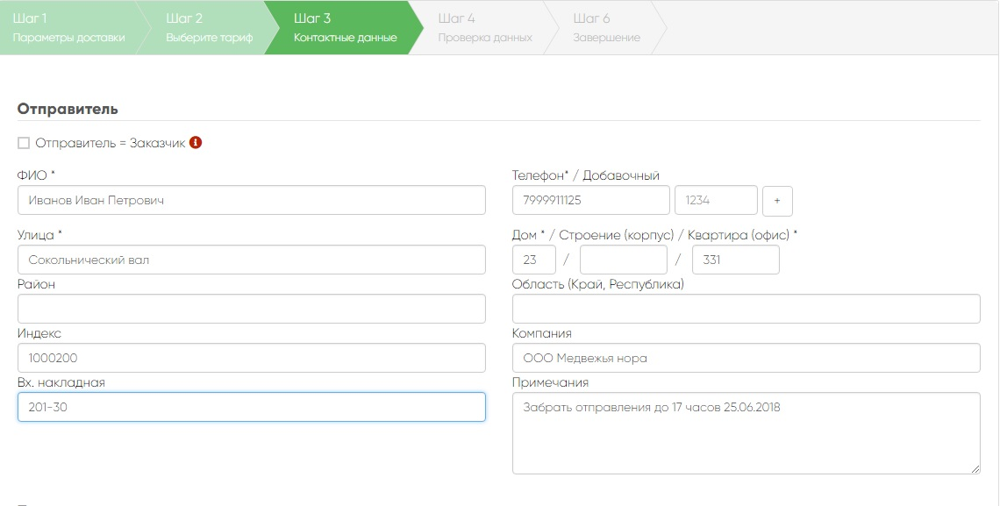 Шаг 1
Параметры доставки
Шаг 2
Выберите тариф
Шаг 3
Контактные данные
Шаг 4
Проверка данных
Шаг 6
Завершение
Отправитель
Отправитель = Заказчик
ФИО *
Иванов Иван Петрович
Телефон* / Добавочный
7999911125 1234 +
Улица *
Сокольнический вал
Дом * / Строение (корпус) / Квартира (офис) *
23 / / 331
Район
Область (Край, Республика)
Индекс
1000200
Компания
ООО Медвежья нора
Вх. накладная
201-30
Примечания
Забрать отправления до 17 часов 25.06.2018